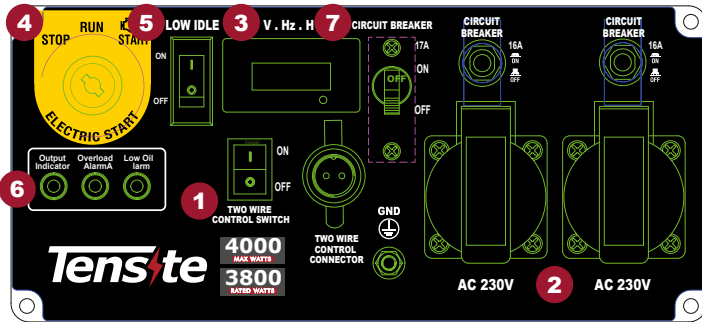 4
RUN
STOP
START
ELECTRIC START
5
LOW IDLE
ON
OFF
3
V . Hz . H
7
CIRCUIT BREAKER
17A
ON
OFF
OFF
CIRCUIT
BREAKER
16A
ON
OFF
CIRCUIT
BREAKER
16A
ON
OFF
6
Output
Indicator
Overload
AlarmA
Low Oil
larm
1
ON
OFF
TWO WIRE
CONTROL SWITCH
TWO WIRE
CONTROL
CONNECTOR
GND
Tensite
4000
MAX WATTS
3800
RATED WATTS
AC 230V
2
AC 230V